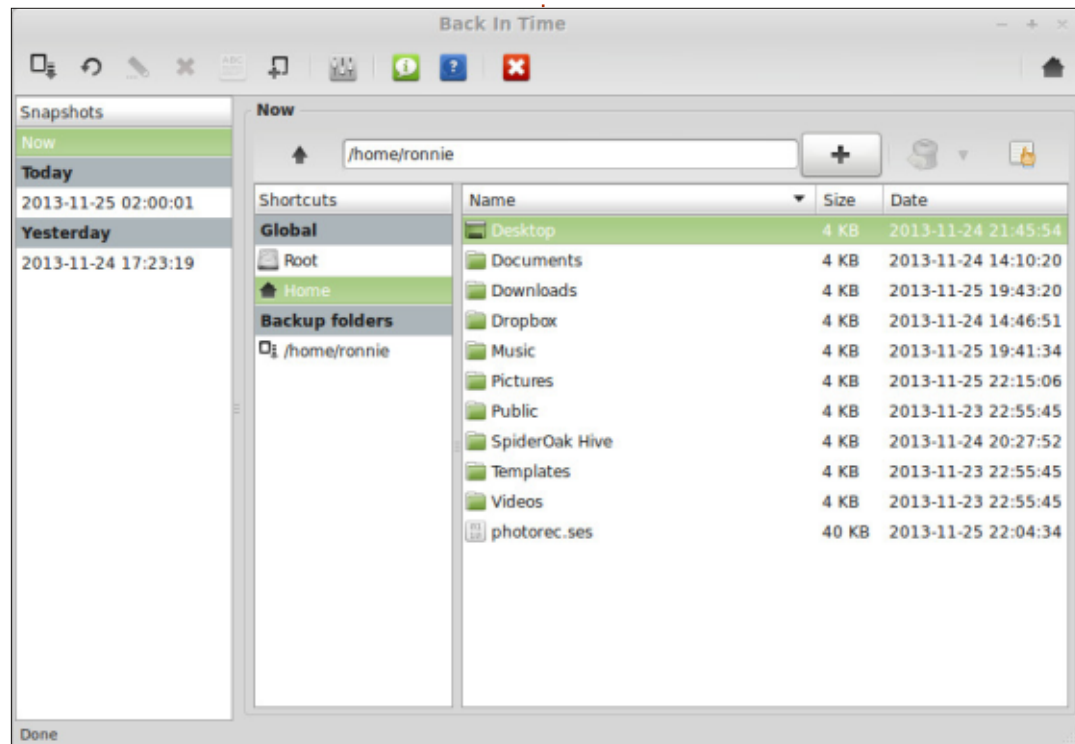 Back In Time
Snapshots
Now
Today
2013-11-25 02:00:01
Yesterday
2013-11-24 17:23:19
Now
/home/ronnie
Shortcuts
Global
Root
Home
Backup folders
/home/ronnie
Name Size Date
Desktop 4 KB 2013-11-24 21:45:54
Documents 4 KB 2013-11-24 14:10:20
Downloads 4 KB 2013-11-25 19:43:20
Dropbox 4 KB 2013-11-24 14:46:51
Music 4 KB 2013-11-25 19:41:34
Pictures 4 KB 2013-11-25 22:15:06
Public 4 KB 2013-11-23 22:55:45
SpiderOak Hive 4 KB 2013-11-24 20:27:52
Templates 4 KB 2013-11-23 22:55:45
Videos 4 KB 2013-11-23 22:55:45
photorec.ses 40 KB 2013-11-25 22:04:34
Done